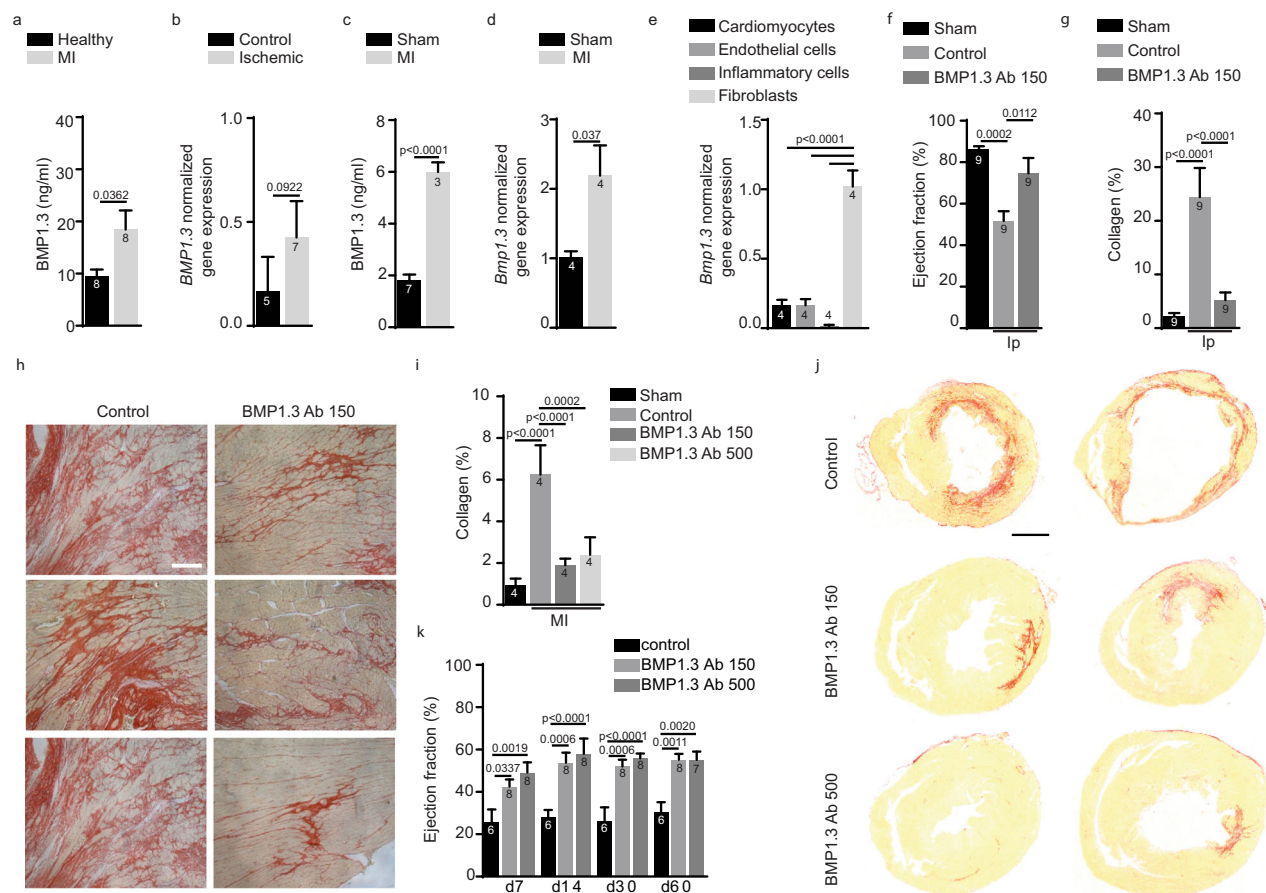 a
Healthy
MI
BMP1.3 (ng/ml)
40
30
20
10
0
0.0362
8
8
b
Control
Ischemic
BMP1.3 normalized
gene expression
1.0
0.5
0.0
0.0922
5
7
c
Sham
MI
BMP1.3 (ng/ml)
8
6
4
2
0
p<0.0001
7
3
d
Sham
MI
Bmp1.3 normalized
gene expression
3
2
1
0
0.037
4
4
e
Cardiomyocytes
Endothelial cells
Inflammatory cells
Fibroblasts
Bmp1.3 normalized
gene expression
1.5
1.0
0.5
0.0
p<0.0001
4
4
4
4
f
Sham
Control
BMP1.3 Ab 150
Ejection fraction (%)
100
80
60
40
20
0
0.0112
0.0002
9
9
9
Ip
g
Sham
Control
BMP1.3 Ab 150
Collagen (%)
40
30
20
10
0
p<0.0001
p<0.0001
9
9
9
Ip
h
Control
BMP1.3 Ab 150
i
Sham
Control
BMP1.3 Ab 150
BMP1.3 Ab 500
Collagen (%)
10
8
6
4
2
0
0.0002
p<0.0001
p<0.0001
4
4
4
4
MI
j
Control
BMP1.3 Ab 150
BMP1.3 Ab 500
k
control
BMP1.3 Ab 150
BMP1.3 Ab 500
Ejection fraction (%)
100
80
60
40
20
0
0.0019
0.0337
6
8
8
p<0.0001
0.0006
6
8
8
p<0.0001
0.0006
6
8
8
0.0020
0.0011
6
8
7
d7
d14
d30
d60